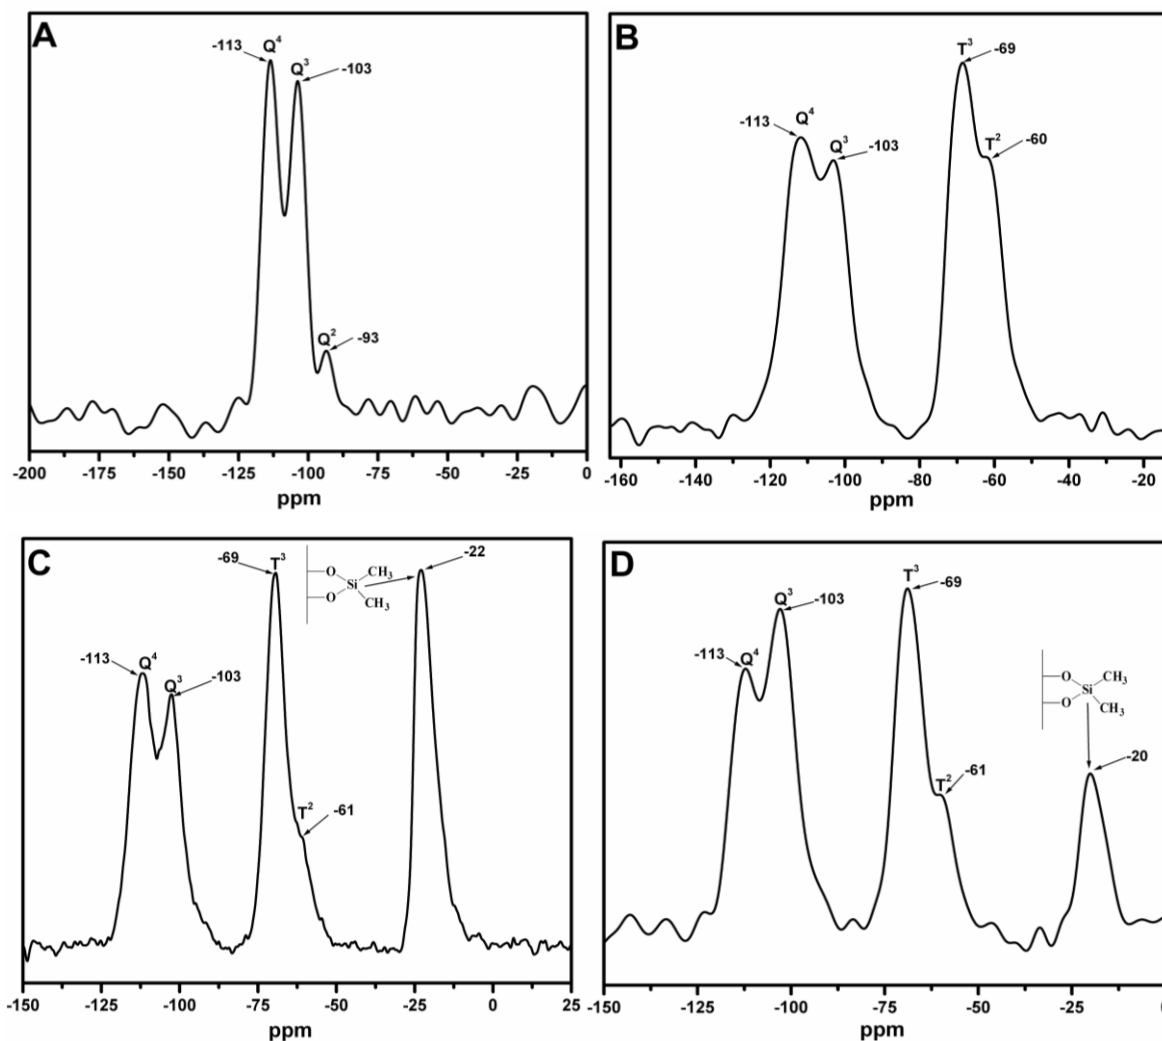 A
-113
Q⁴
Q³
-103
Q²
-93
-200
-175
-150
-125
-100
-75
-50
-25
0
ppm
B
T³
-69
-113
Q⁴
Q³
-103
T²
-60
-160
-140
-120
-100
-80
-60
-40
-20
ppm
C
-69
T³
O
O
Si
CH₃
CH₃
-22
-113
Q⁴
Q³
-103
T²
-61
-150
-125
-100
-75
-50
-25
0
25
ppm
D
T³
-69
Q³
-103
-113
Q⁴
O
O
Si
CH₃
CH₃
-20
T²
-61
-150
-125
-100
-75
-50
-25
0
ppm